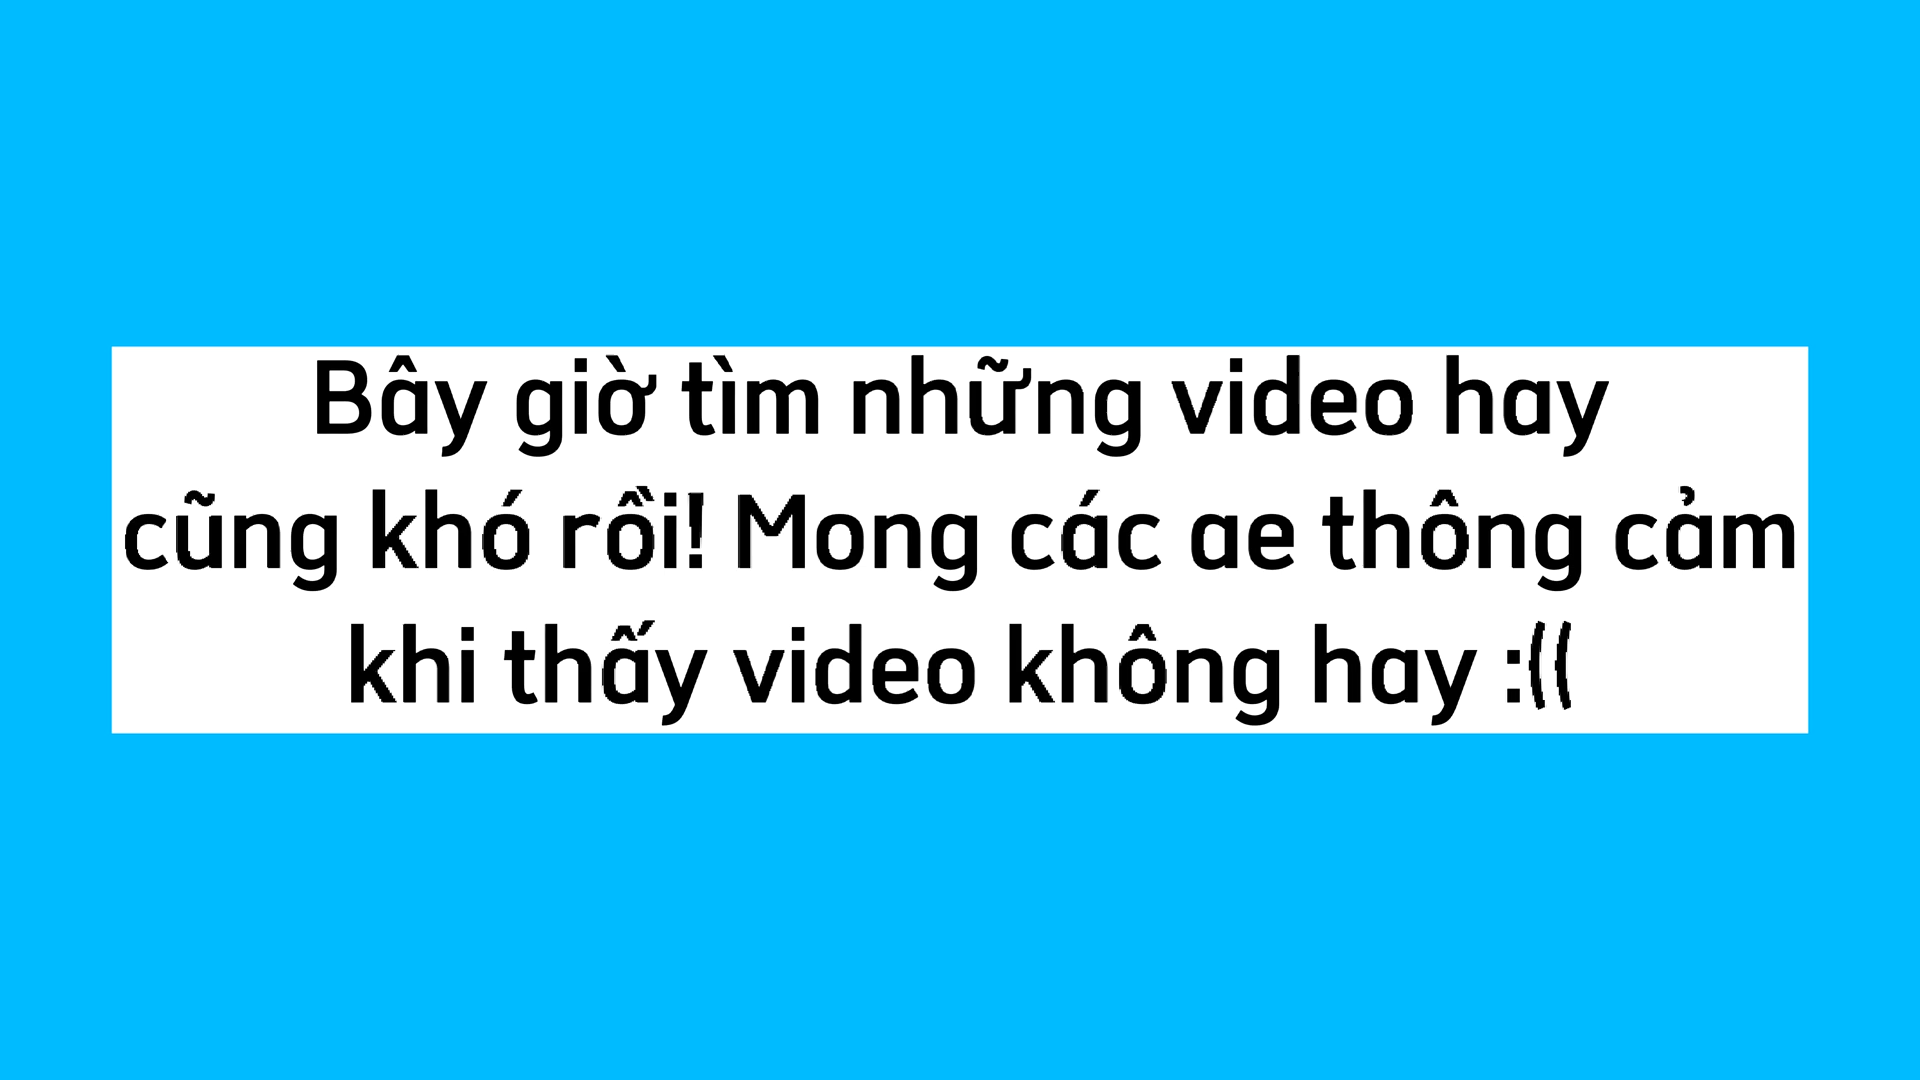 Bây giờ tìm những video hay
cũng khó rồi! Mong các ae thông cảm
khi thấy video không hay :((